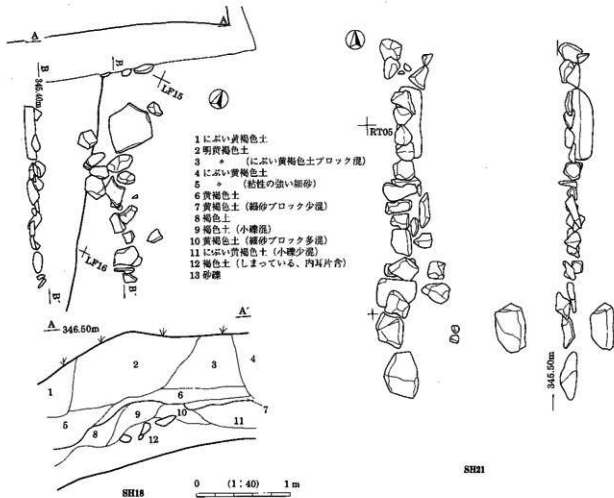 A
A
B
B
345.40m
LF15
LF16
B′
B′
1 にぶい黄褐色土
2 明黄褐色土
3 〃 (にぶい黄褐色土ブロック混)
4 にぶい黄褐色土
5 〃 (粘性の強い細砂)
6 黄褐色土
7 黄褐色土 (細砂ブロック少混)
8 褐色土
9 褐色土 (小礫混)
10 黄褐色土 (細砂ブロック多混)
11 にぶい黄褐色土 (小礫少混)
12 褐色土 (しまっている、内耳片含)
13 砂礫
RT05
345.50m
A 346.50m
A′
1
2
3
4
5
6
7
8
9
10
11
12
SH18
0 (1:40) 1 m
SH21